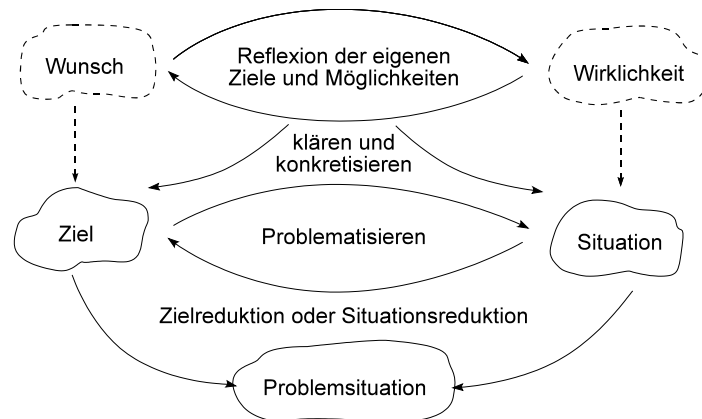 Wunsch
Reflexion der eigenen
Ziele und Möglichkeiten
Wirklichkeit
klären und
konkretisieren
Ziel
Problematisieren
Situation
Zielreduktion oder Situationsreduktion
Problemsituation